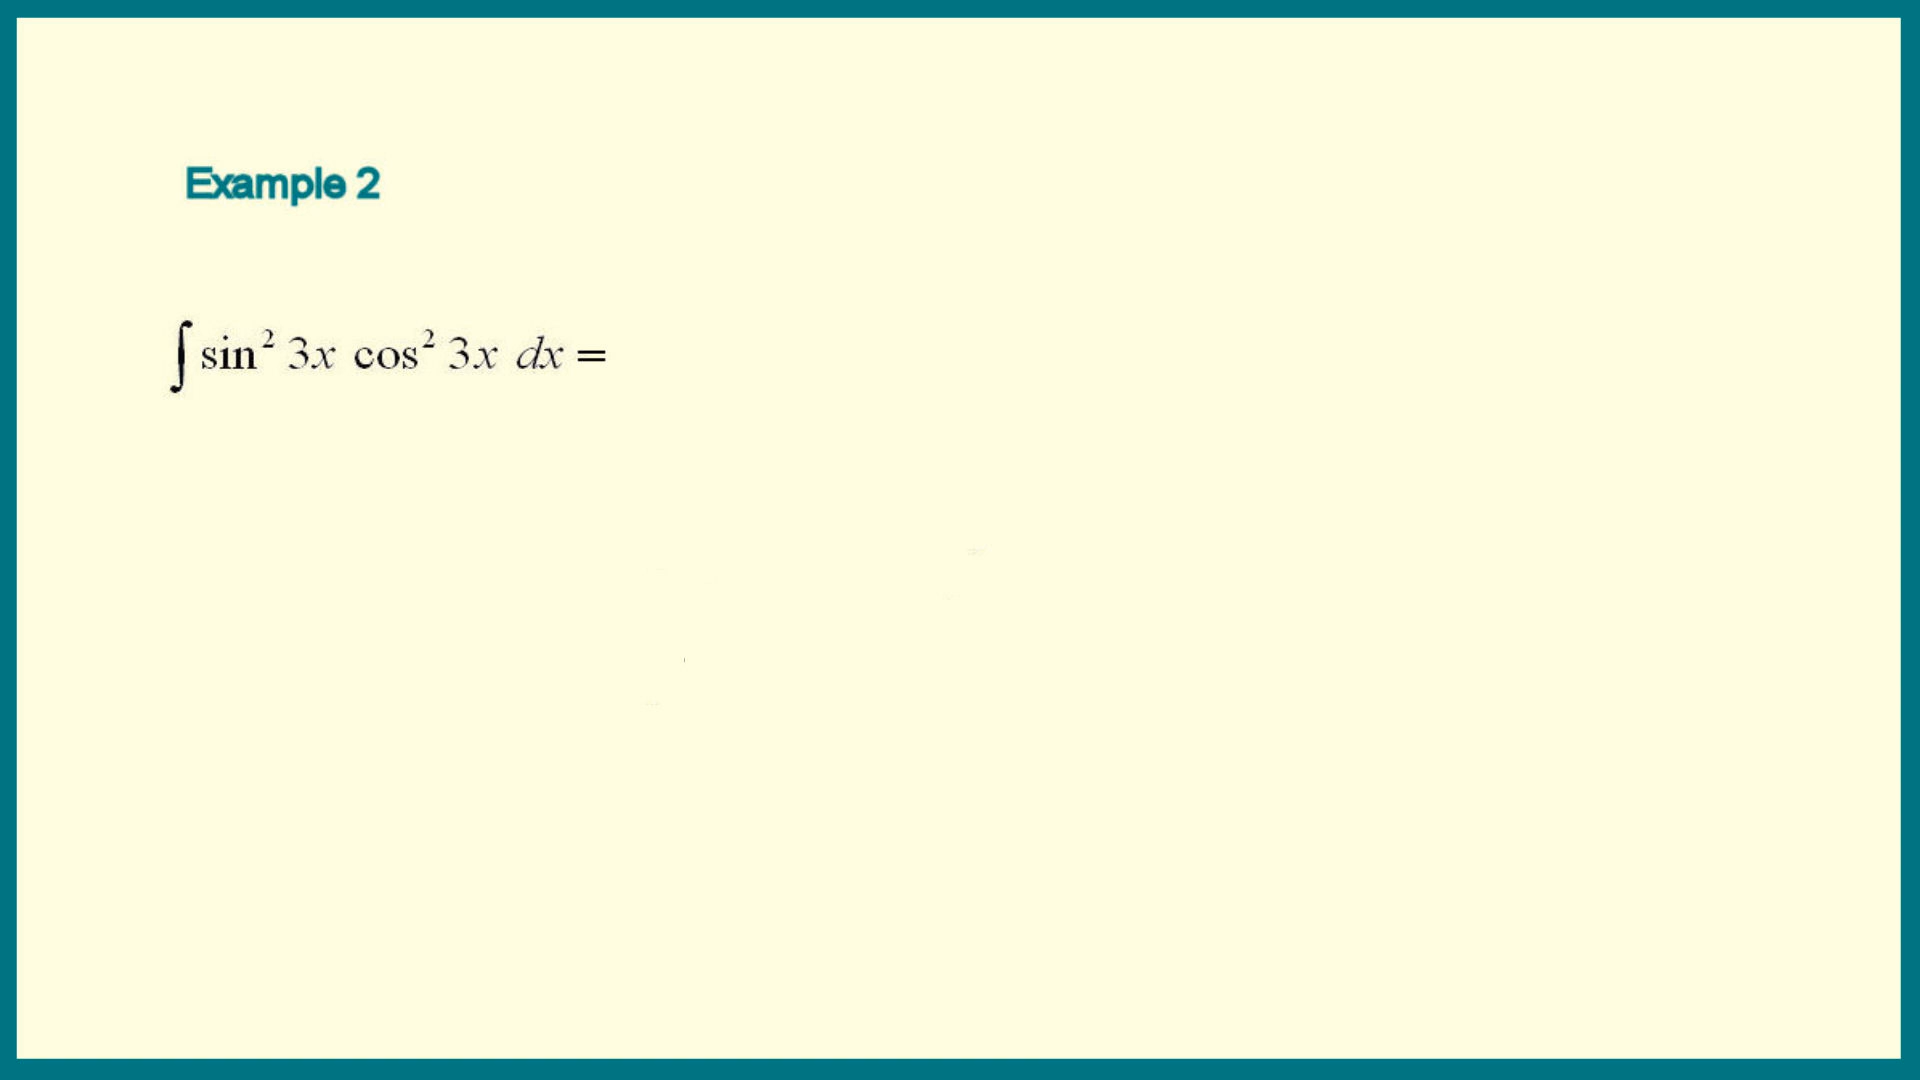 Example 2
∫ sin² 3x cos² 3x dx =